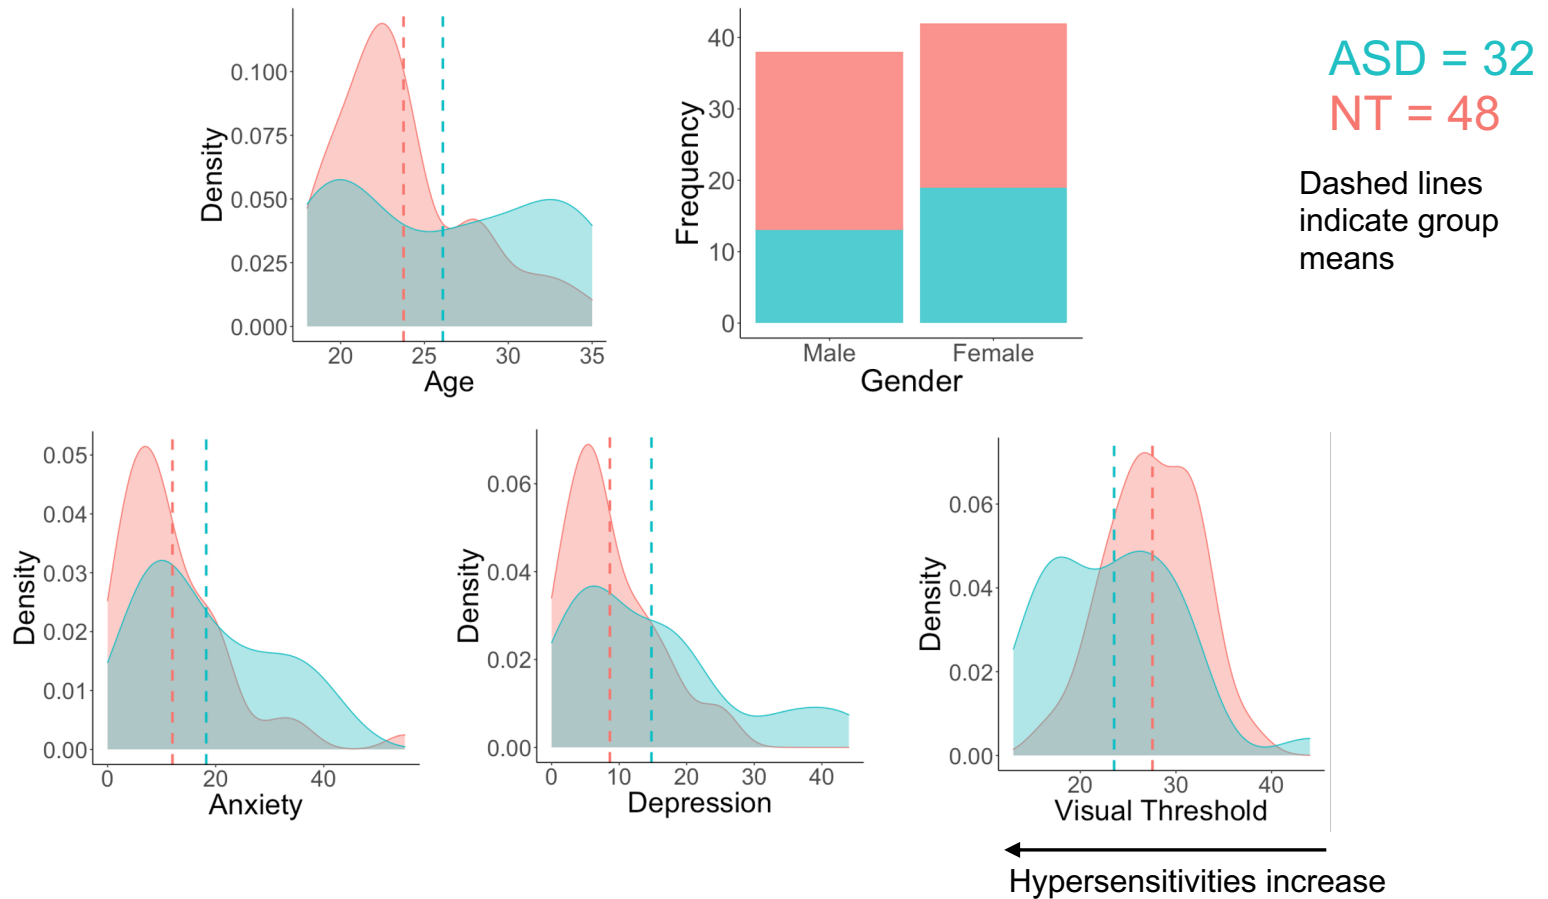 0.100
0.075
0.050
0.025
0.000
Density
20 25 30 35
Age
40
30
20
10
0
Frequency
Male Female
Gender
ASD = 32
NT = 48
Dashed lines
indicate group
means
0.05
0.04
0.03
0.02
0.01
0.00
Density
0 20 40
Anxiety
0.06
0.04
0.02
0.00
Density
0 10 20 30 40
Depression
0.06
0.04
0.02
0.00
Density
20 30 40
Visual Threshold
Hypersensitivities increase